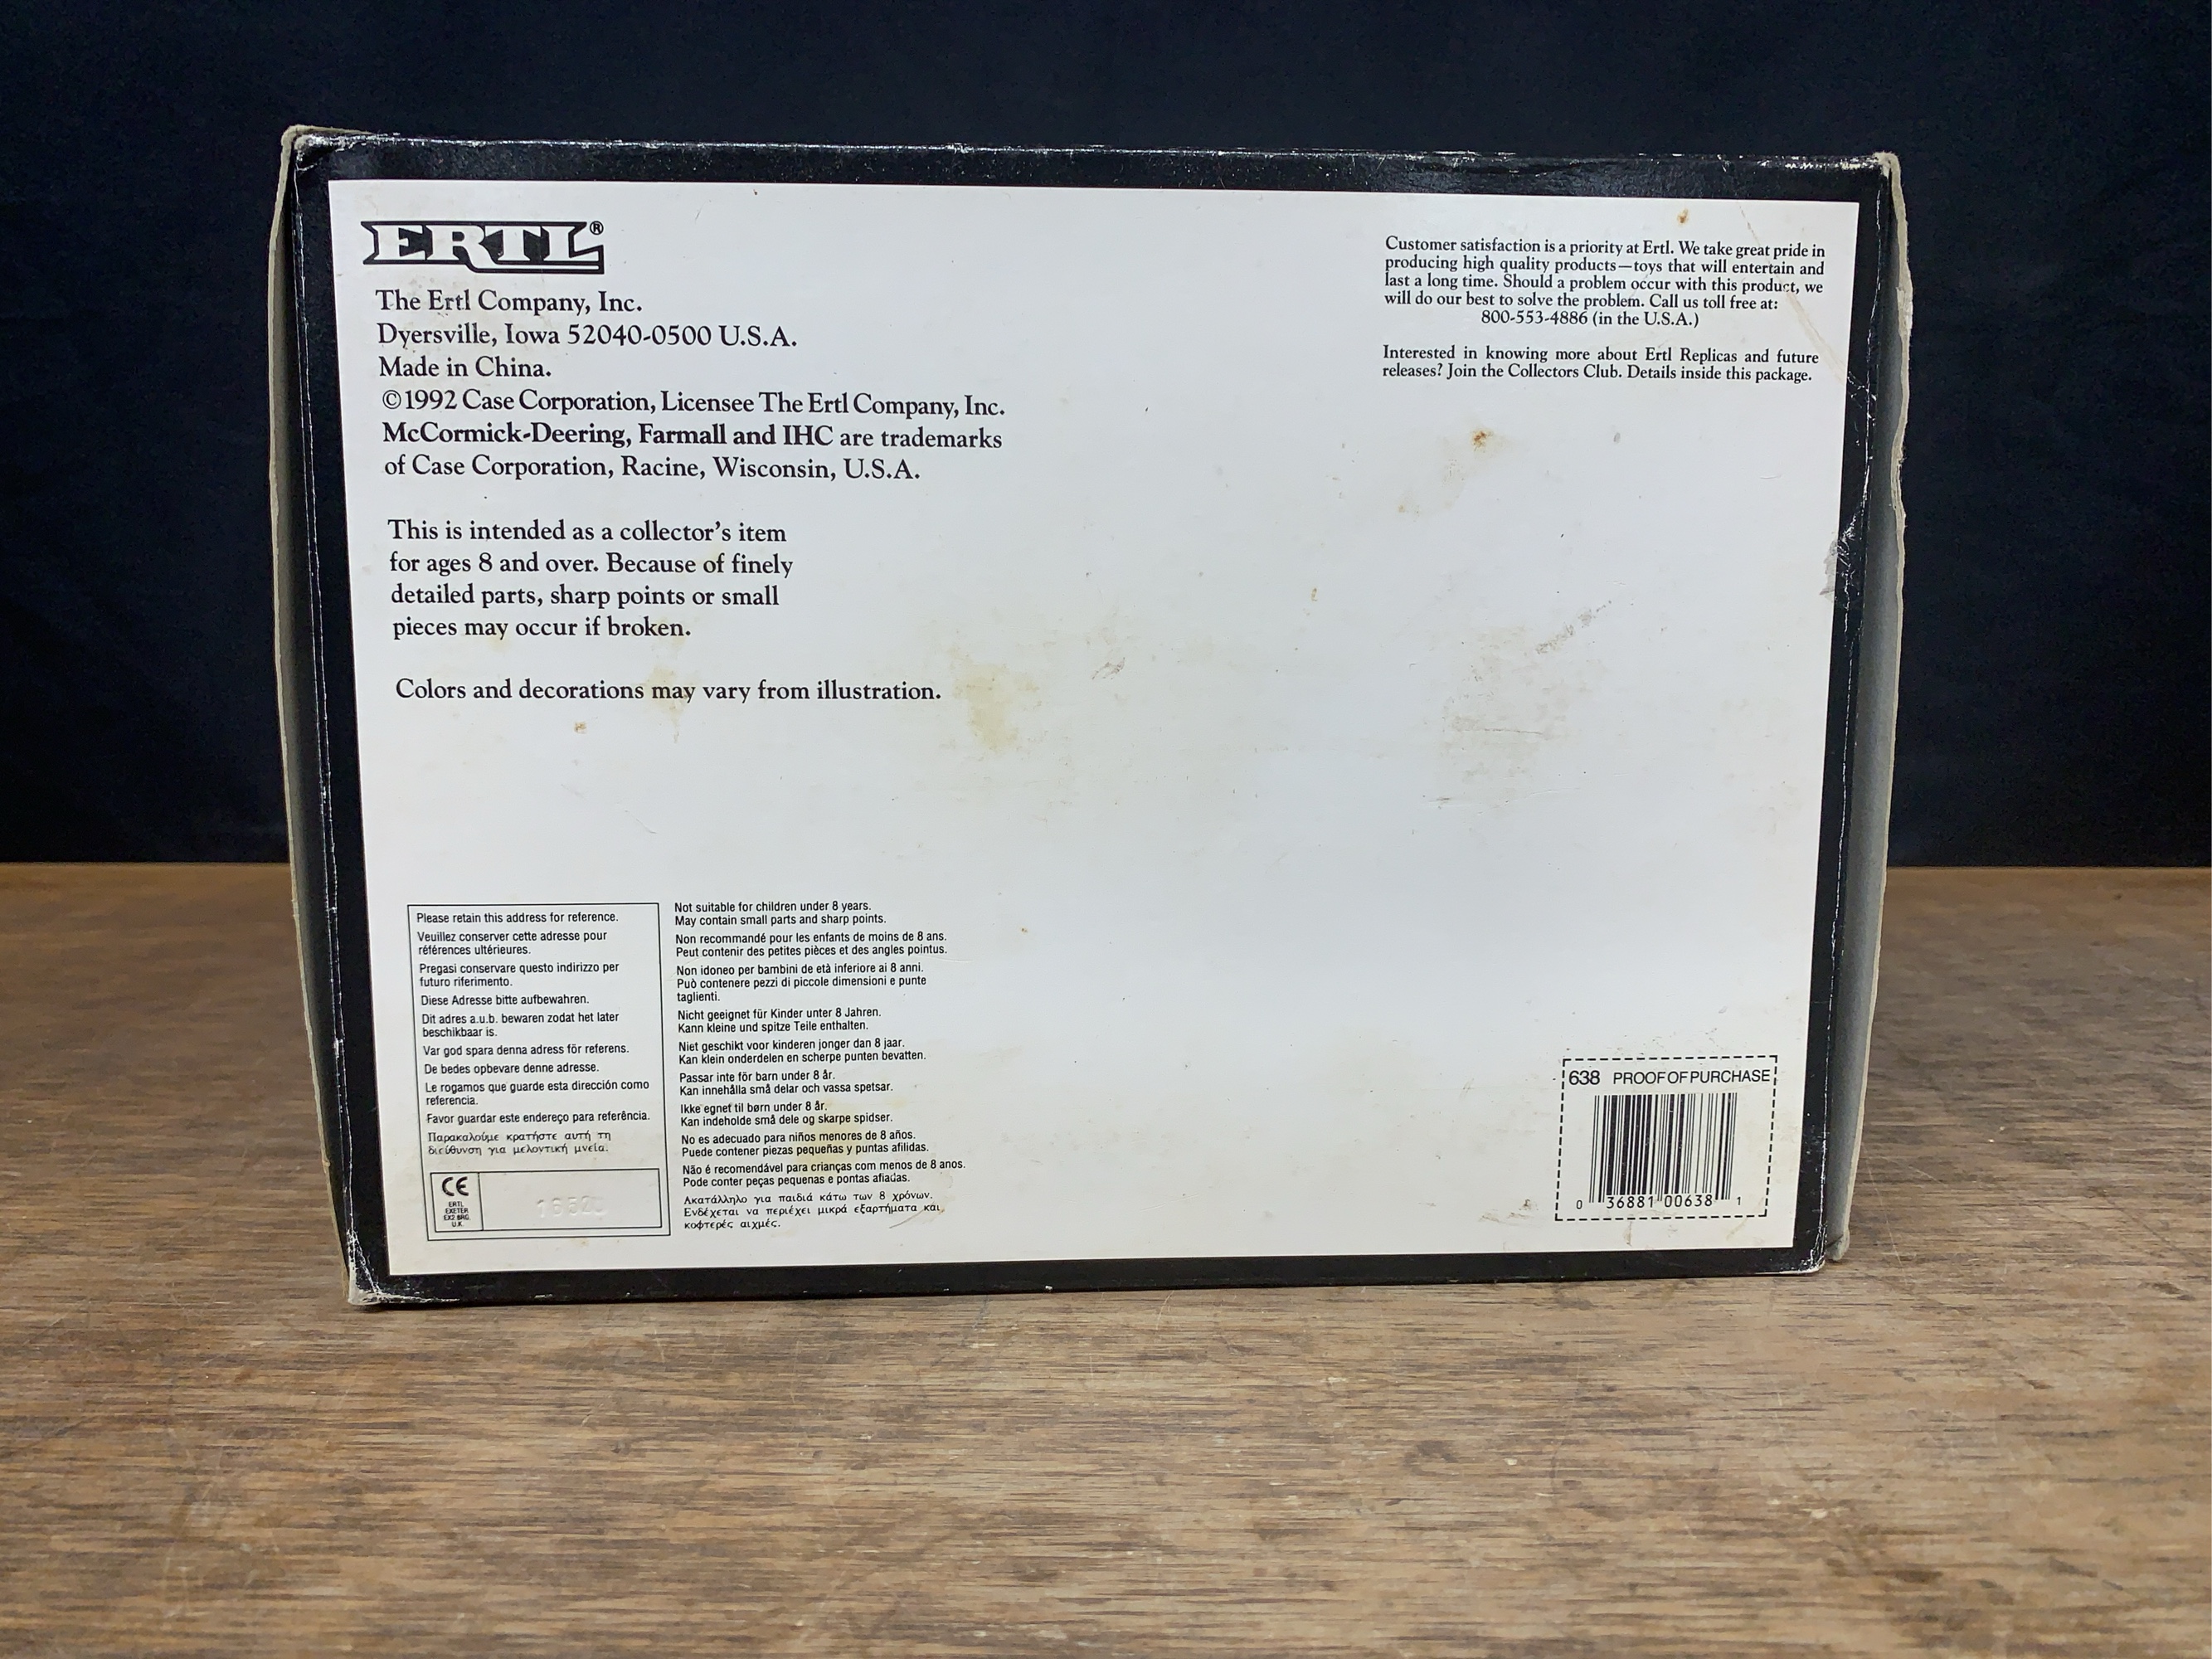 ERTL®
The Ertl Company, Inc.
Dyersville, Iowa 52040-0500 U.S.A.
Made in China.
©1992 Case Corporation, Licensee The Ertl Company, Inc.
McCormick-Deering, Farmall and IHC are trademarks
of Case Corporation, Racine, Wisconsin, U.S.A.
This is intended as a collector's item
for ages 8 and over. Because of finely
detailed parts, sharp points or small
pieces may occur if broken.
Colors and decorations may vary from illustration.
Customer satisfaction is a priority at Ertl. We take great pride in
producing high quality products—toys that will entertain and
last a long time. Should a problem occur with this product, we
will do our best to solve the problem. Call us toll free at:
800-553-4886 (in the U.S.A.)
Interested in knowing more about Ertl Replicas and future
releases? Join the Collectors Club. Details inside this package.
Please retain this address for reference.
Veuillez conserver cette adresse pour
références ultérieures.
Pregasi conservare questo indirizzo per
futuro riferimento.
Diese Adresse bitte aufbewahren.
Dit adres a.u.b. bewaren zodat het later
beschikbaar is.
Var god spara denna adress för referens.
De bedes opbevare denne adresse.
Le rogamos que guarde esta dirección como
referencia.
Favor guardar este endereço para referência.
Παρακαλούμε κρατήστε αυτή τη
διεύθυνση για μελοντική μνεία.
CE
ERTL
EXETER
EX2 8RG
U.K.
Not suitable for children under 8 years.
May contain small parts and sharp points.
Non recommandé pour les enfants de moins de 8 ans.
Peut contenir des petites pièces et des angles pointus.
Non idoneo per bambini de età inferiore ai 8 anni.
Può contenere pezzi di piccole dimensioni e punte
taglienti.
Nicht geeignet für Kinder unter 8 Jahren.
Kann kleine und spitze Teile enthalten.
Niet geschikt voor kinderen jonger dan 8 jaar.
Kan klein onderdelen en scherpe punten bevatten.
Passar inte för barn under 8 år.
Kan innehålla små delar och vassa spetsar.
Ikke egnet til børn under 8 år.
Kan indeholde små dele og skarpe spidser.
No es adecuado para niños menores de 8 años.
Puede contener piezas pequeñas y puntas afilidas.
Não é recomendável para crianças com menos de 8 anos.
Pode conter peças pequenas e pontas afiadas.
Ακατάλληλο για παιδιά κάτω των 8 χρόνων.
Ενδέχεται να περιέχει μικρά εξαρτήματα και
κοφτερές αιχμές.
638 PROOF OF PURCHASE
0 36881 00638 1